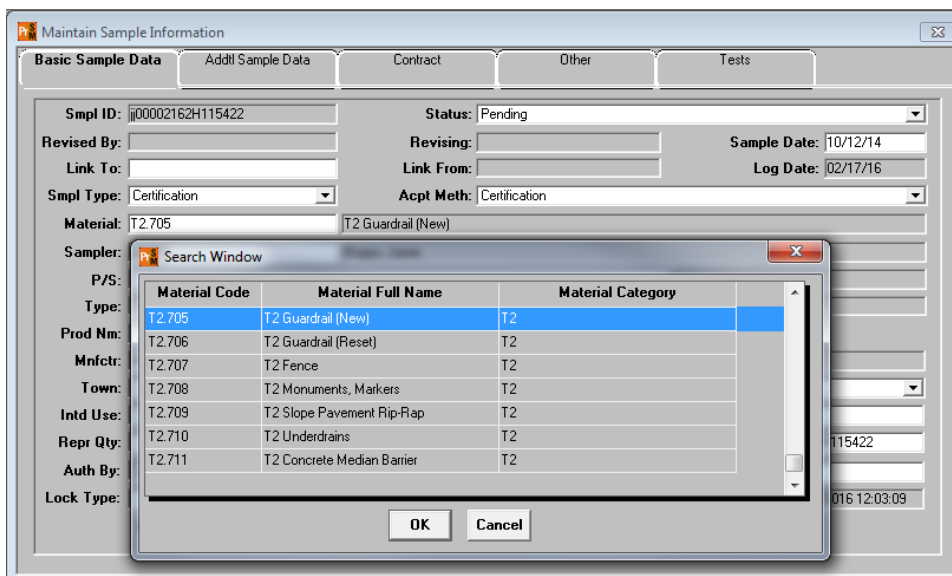 Maintain Sample Information
Basic Sample Data Addtl Sample Data Contract Other Tests
Smpl ID: jj00002162H115422 Status: Pending
Revised By: Revising: Sample Date: 10/12/14
Link To: Link From: Log Date: 02/17/16
Smpl Type: Certification Acpt Meth: Certification
Material: T2.705 T2 Guardrail (New)
Sampler:
P/S:
Type:
Prod Nm:
Mnfctr:
Town:
Intd Use:
Repr Qty: 115422
Auth By:
Lock Type: 016 12:03:09
Search Window
Material Code Material Full Name Material Category
T2.705 T2 Guardrail (New) T2
T2.706 T2 Guardrail (Reset) T2
T2.707 T2 Fence T2
T2.708 T2 Monuments, Markers T2
T2.709 T2 Slope Pavement Rip-Rap T2
T2.710 T2 Underdrains T2
T2.711 T2 Concrete Median Barrier T2
OK Cancel